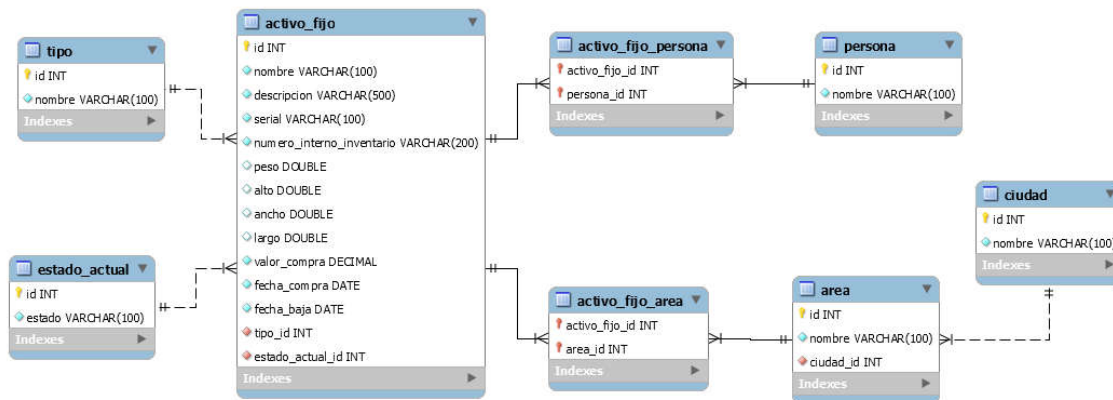 tipo
id INT
nombre VARCHAR(100)
Indexes
estado_actual
id INT
estado VARCHAR(100)
Indexes
activo_fijo
id INT
nombre VARCHAR(100)
descripcion VARCHAR(500)
serial VARCHAR(100)
numero_interno_inventario VARCHAR(200)
peso DOUBLE
alto DOUBLE
ancho DOUBLE
largo DOUBLE
valor_compra DECIMAL
fecha_compra DATE
fecha_baja DATE
tipo_id INT
estado_actual_id INT
Indexes
activo_fijo_persona
activo_fijo_id INT
persona_id INT
Indexes
persona
id INT
nombre VARCHAR(100)
Indexes
activo_fijo_area
activo_fijo_id INT
area_id INT
Indexes
area
id INT
nombre VARCHAR(100)
ciudad_id INT
Indexes
ciudad
id INT
nombre VARCHAR(100)
Indexes